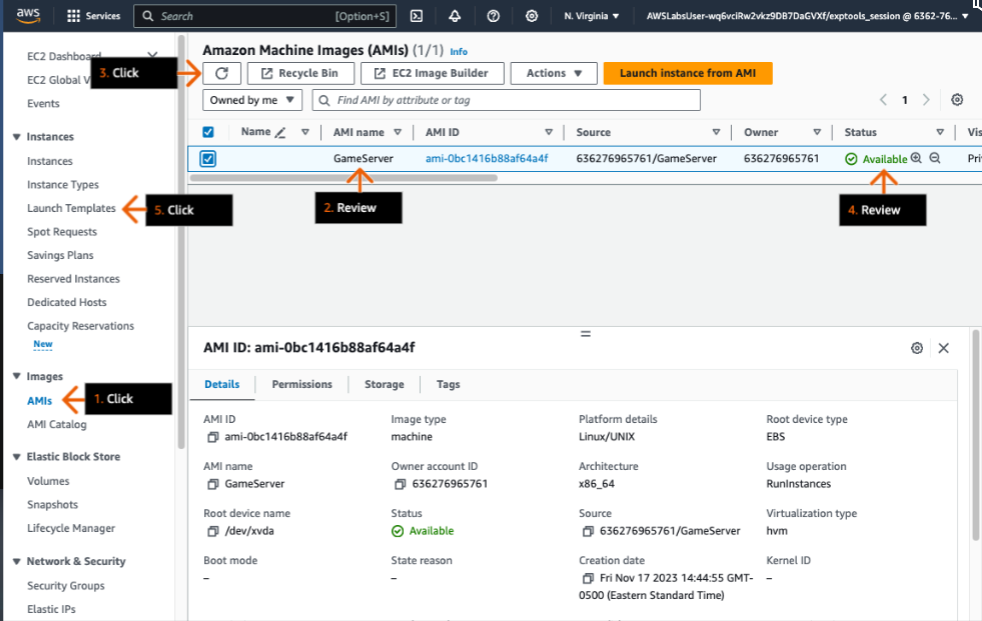 aws
Services
Search
[Option+S]
N. Virginia
AWSLabsUser-wq6vciRw2vkz9DB7DaGVXf/exptools_session @ 6362-76...
EC2 Dashboard
EC2 Global V
Events
Instances
Instances
Instance Types
Launch Templates
Spot Requests
Savings Plans
Reserved Instances
Dedicated Hosts
Capacity Reservations
New
Images
AMIs
AMI Catalog
Elastic Block Store
Volumes
Snapshots
Lifecycle Manager
Network & Security
Security Groups
Elastic IPs
3. Click
5. Click
1. Click
Amazon Machine Images (AMIs) (1/1) Info
Recycle Bin
EC2 Image Builder
Actions
Launch instance from AMI
Owned by me
Find AMI by attribute or tag
1
Name AMI name AMI ID Source Owner Status Vis
GameServer ami-0bc1416b88af64a4f 636276965761/GameServer 636276965761 Available Pri
2. Review
4. Review
AMI ID: ami-0bc1416b88af64a4f
Details Permissions Storage Tags
AMI ID
ami-0bc1416b88af64a4f
Image type
machine
Platform details
Linux/UNIX
Root device type
EBS
AMI name
GameServer
Owner account ID
636276965761
Architecture
x86_64
Usage operation
RunInstances
Root device name
/dev/xvda
Status
Available
Source
636276965761/GameServer
Virtualization type
hvm
Boot mode
–
State reason
–
Creation date
Fri Nov 17 2023 14:44:55 GMT-
0500 (Eastern Standard Time)
Kernel ID
–